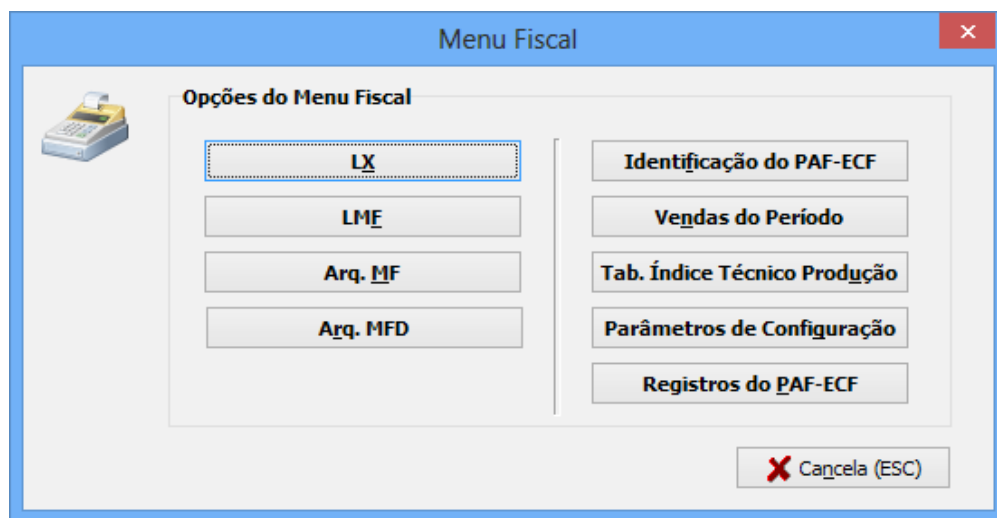 Menu Fiscal
Opções do Menu Fiscal
LX
LMF
Arq. MF
Arq. MFD
Identificação do PAF-ECF
Vendas do Período
Tab. Índice Técnico Produção
Parâmetros de Configuração
Registros do PAF-ECF
Cancela (ESC)